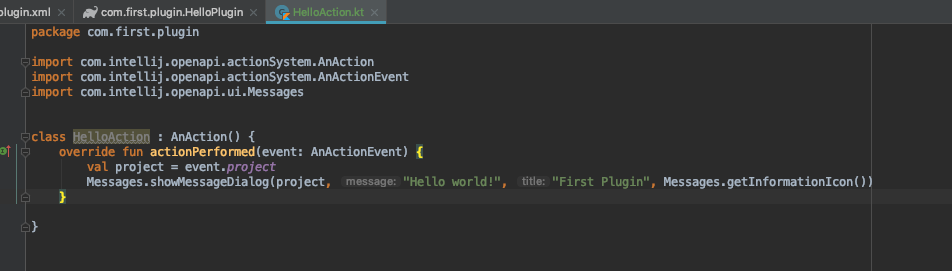 plugin.xml com.first.plugin.HelloPlugin HelloAction.kt
package com.first.plugin
import com.intellij.openapi.actionSystem.AnAction
import com.intellij.openapi.actionSystem.AnActionEvent
import com.intellij.openapi.ui.Messages
class HelloAction : AnAction() {
override fun actionPerformed(event: AnActionEvent) {
val project = event.project
Messages.showMessageDialog(project, message: "Hello world!", title: "First Plugin", Messages.getInformationIcon())
}
}